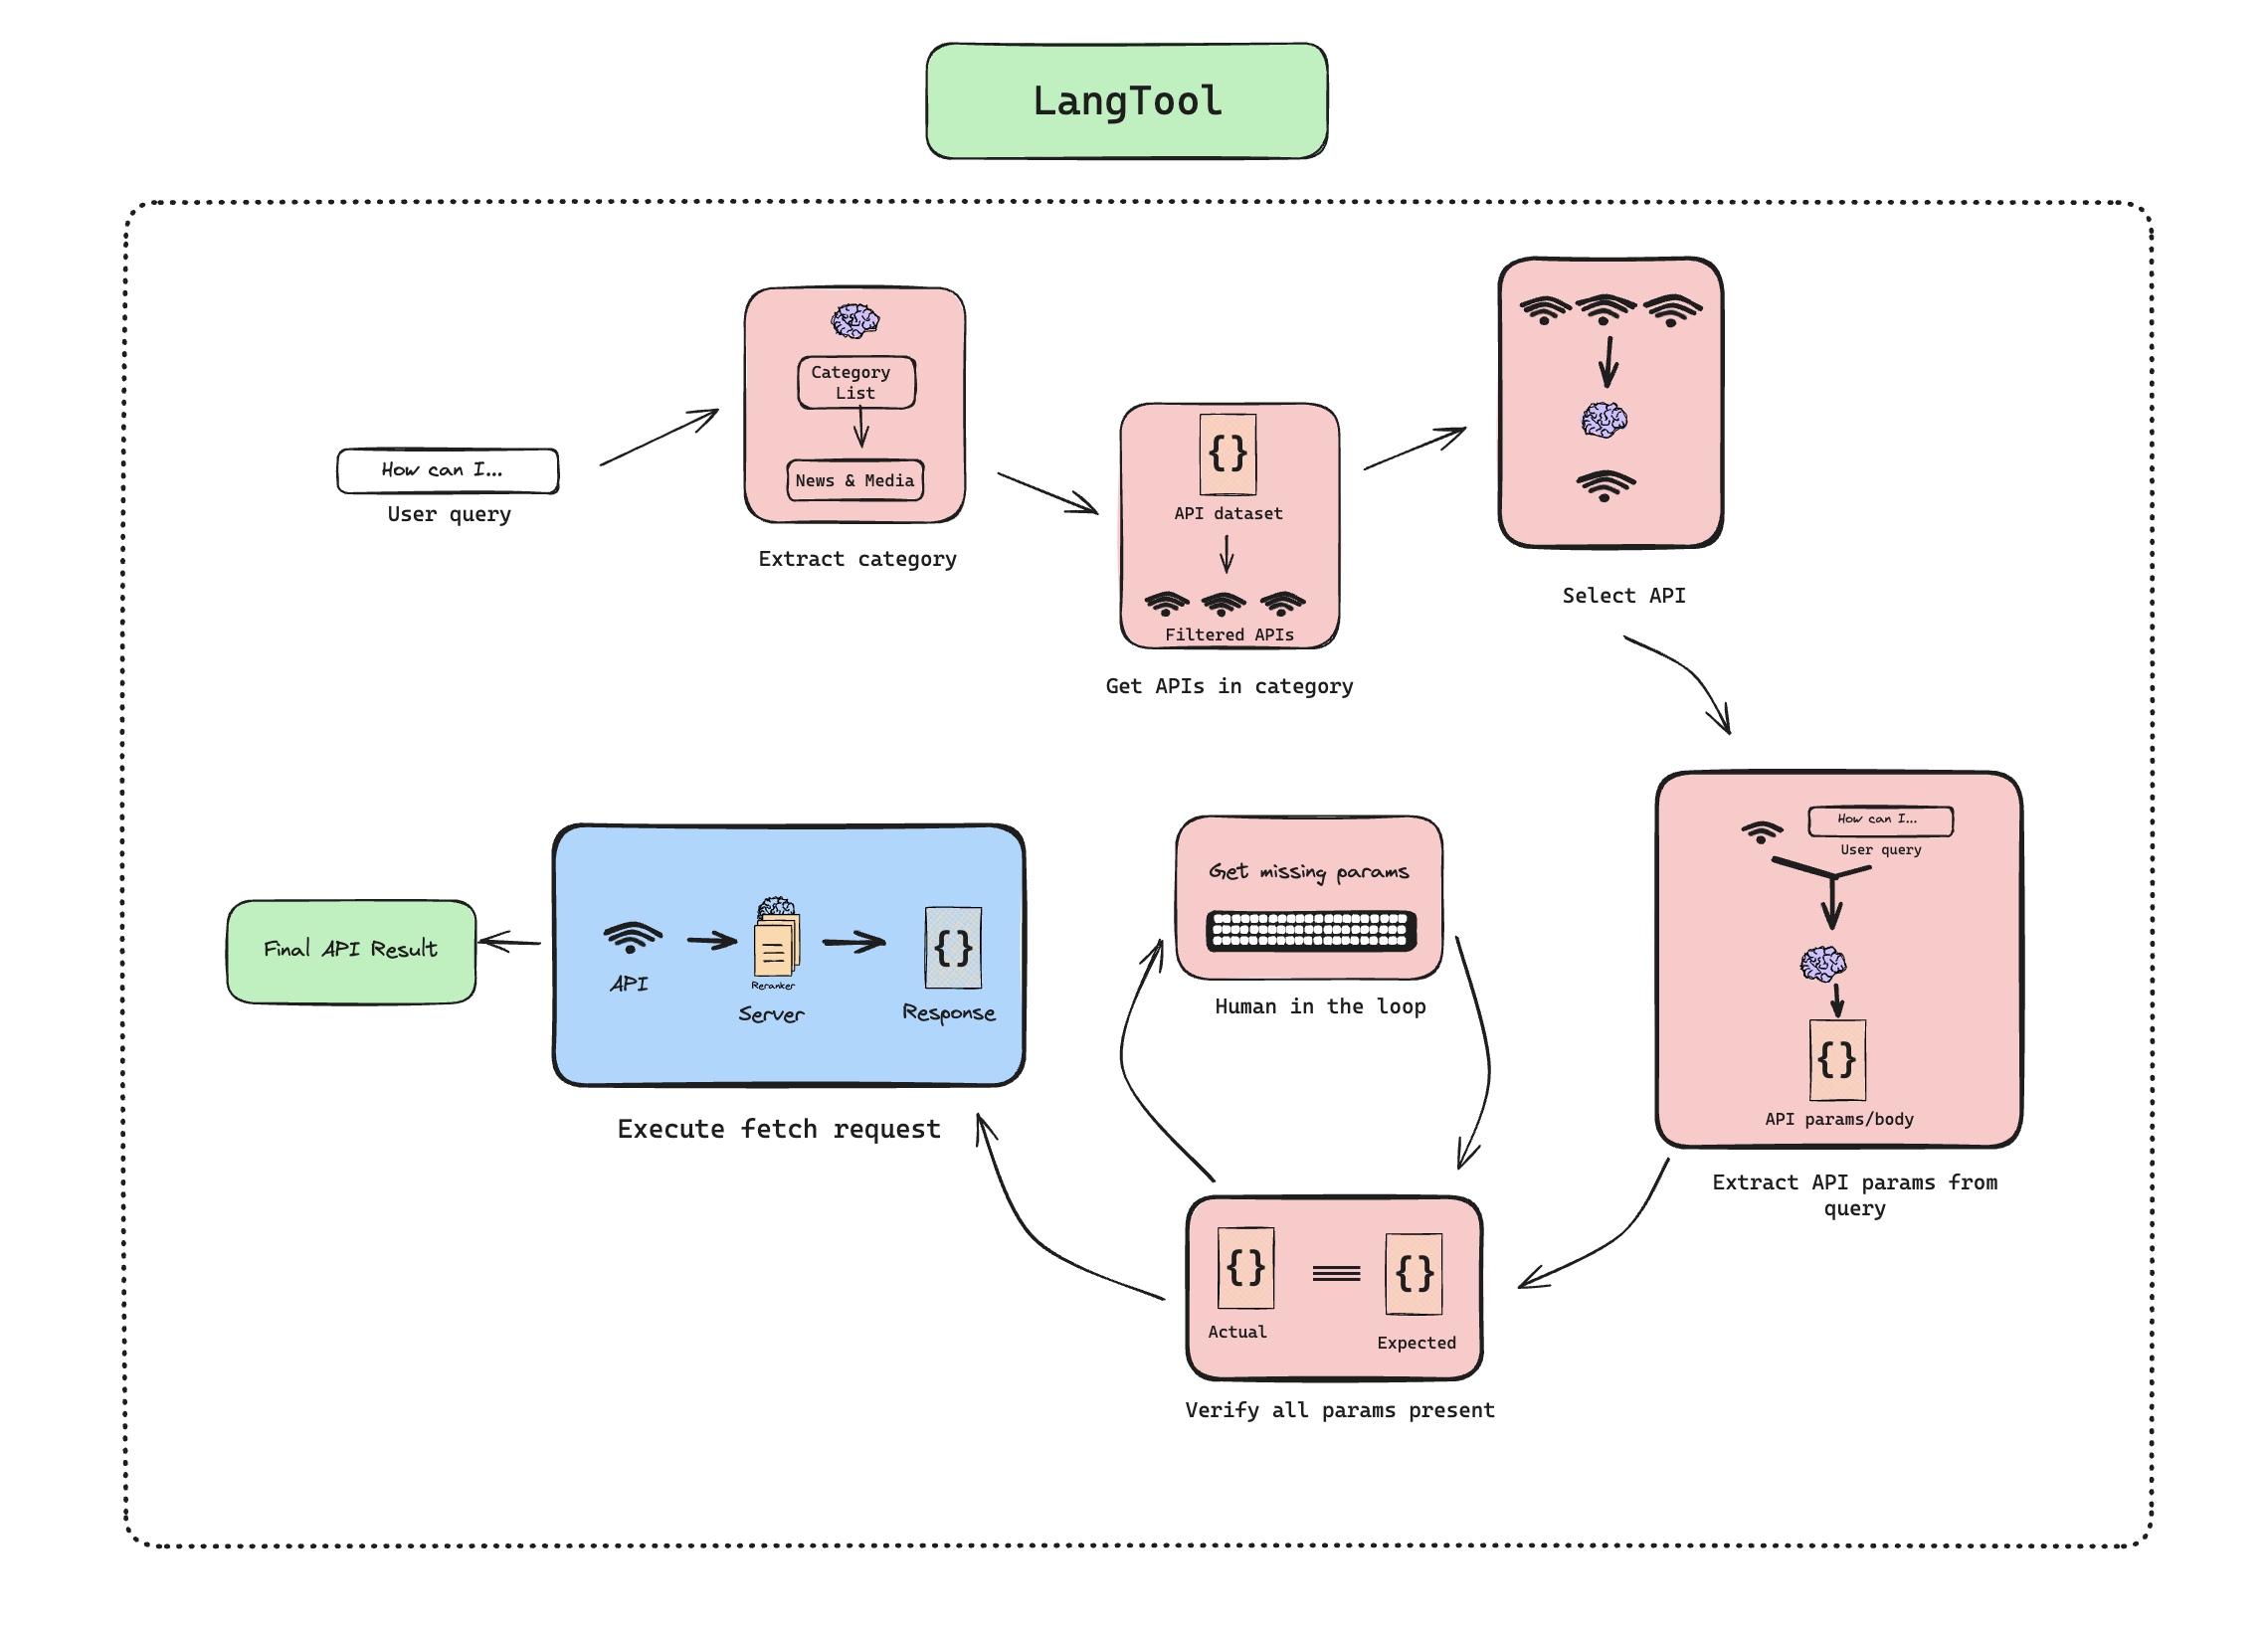 LangTool
How can I...
User query
Category
List
News & Media
Extract category
{}
API dataset
Filtered APIs
Get APIs in category
Select API
How can I...
User query
{}
API params/body
Extract API params from
query
Get missing params
Human in the loop
{}
{}
Actual
Expected
Verify all params present
API
Reranker
Server
{}
Response
Execute fetch request
Final API Result